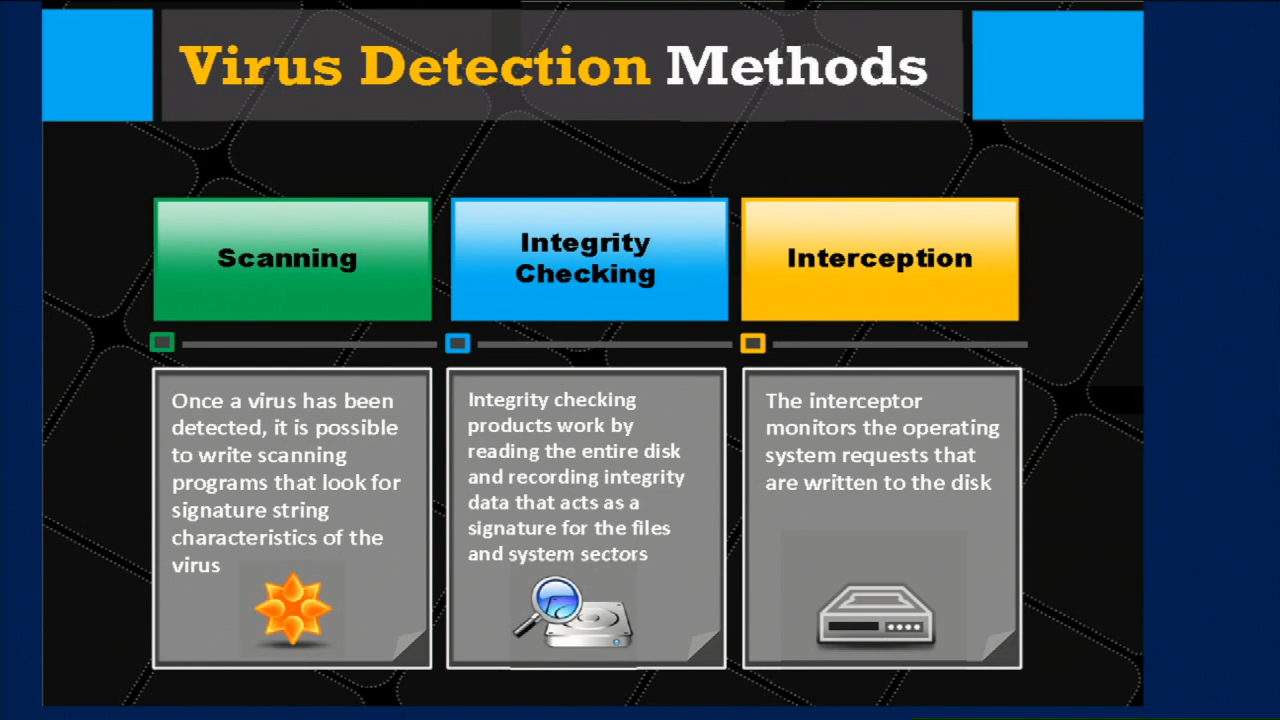 Virus Detection Methods
Scanning
Integrity
Checking
Interception
Once a virus has been
detected, it is possible
to write scanning
programs that look for
signature string
characteristics of the
virus
Integrity checking
products work by
reading the entire disk
and recording integrity
data that acts as a
signature for the files
and system sectors
The interceptor
monitors the operating
system requests that
are written to the disk